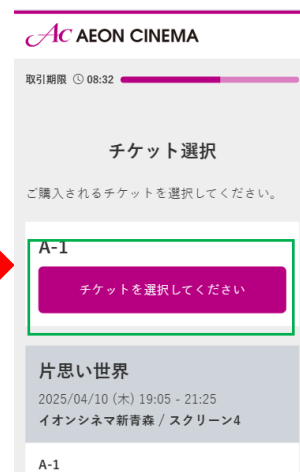 Ac AEON CINEMA
取引期限 08:32
チケット選択
ご購入されるチケットを選択してください。
A-1
チケットを選択してください
片思い世界
2025/04/10 (木) 19:05 - 21:25
イオンシネマ新青森 / スクリーン4
A-1